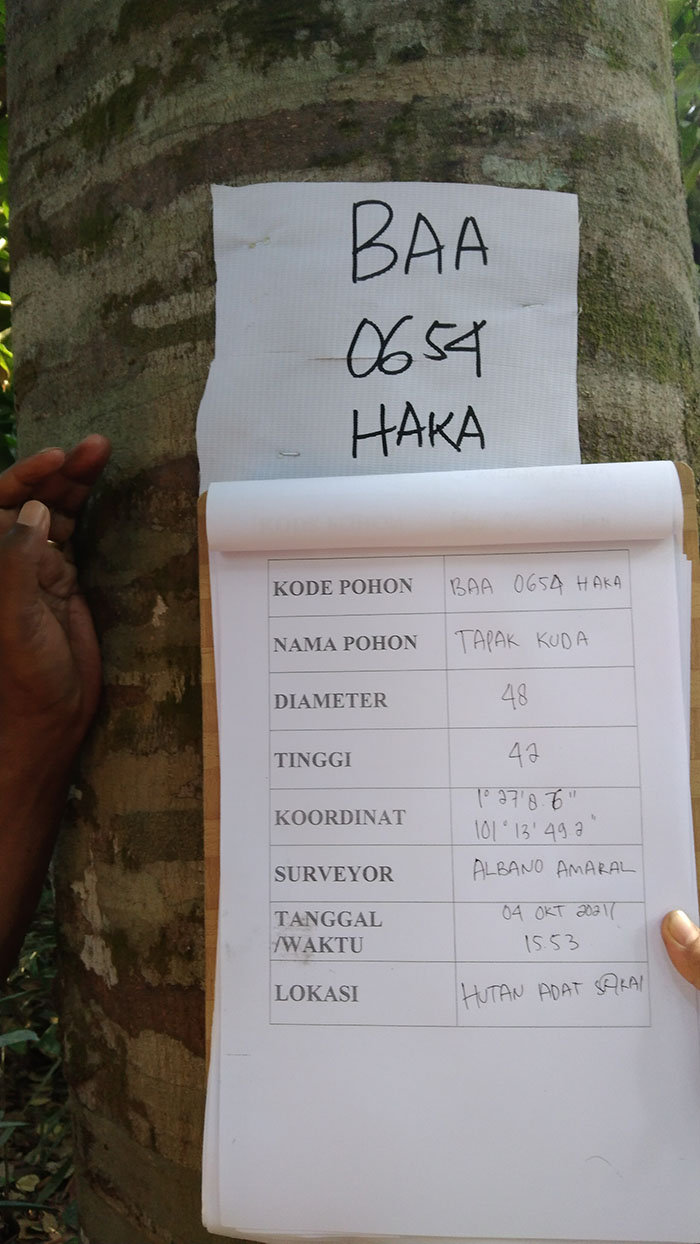 BAA
0654
HAKA
KODE POHON BAA 0654 HAKA
NAMA POHON TAPAK KUDA
DIAMETER 48
TINGGI 42
KOORDINAT 1° 27' 8.76"
101° 13' 49.2"
SURVEYOR ALBANO AMARAL
TANGGAL 04 OKT 2021/
/WAKTU 15.53
LOKASI HUTAN ADAT SAKAI